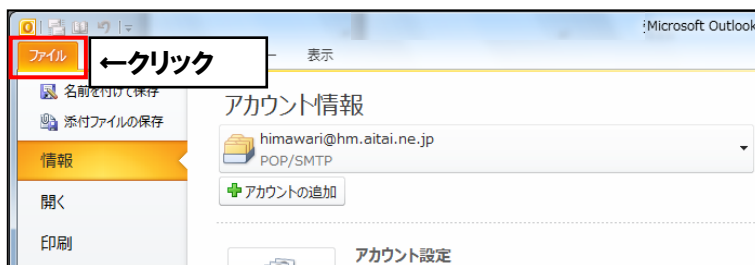 Microsoft Outlook
ファイル
←クリック
表示
名前を付けて保存
添付ファイルの保存
情報
開く
印刷
アカウント情報
himawari@hm.aitai.ne.jp
POP/SMTP
アカウントの追加
アカウント設定